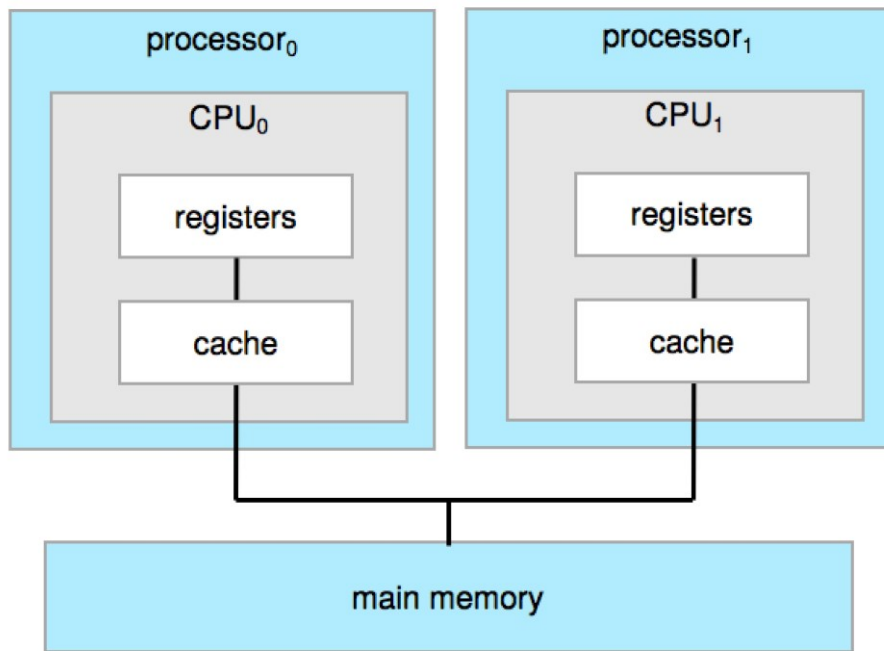 processor₀
CPU₀
registers
cache
processor₁
CPU₁
registers
cache
main memory